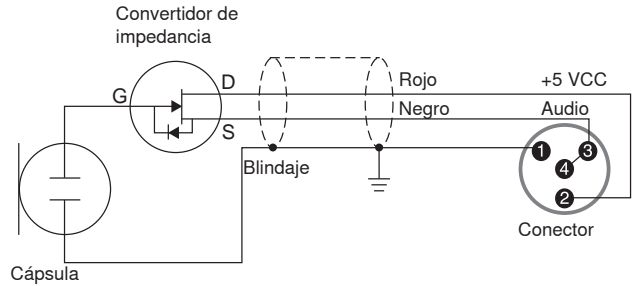 Convertidor de
impedancia
G
D
S
Rojo
+5 VCC
Negro
Audio
Blindaje
1
3
4
2
Conector
Cápsula